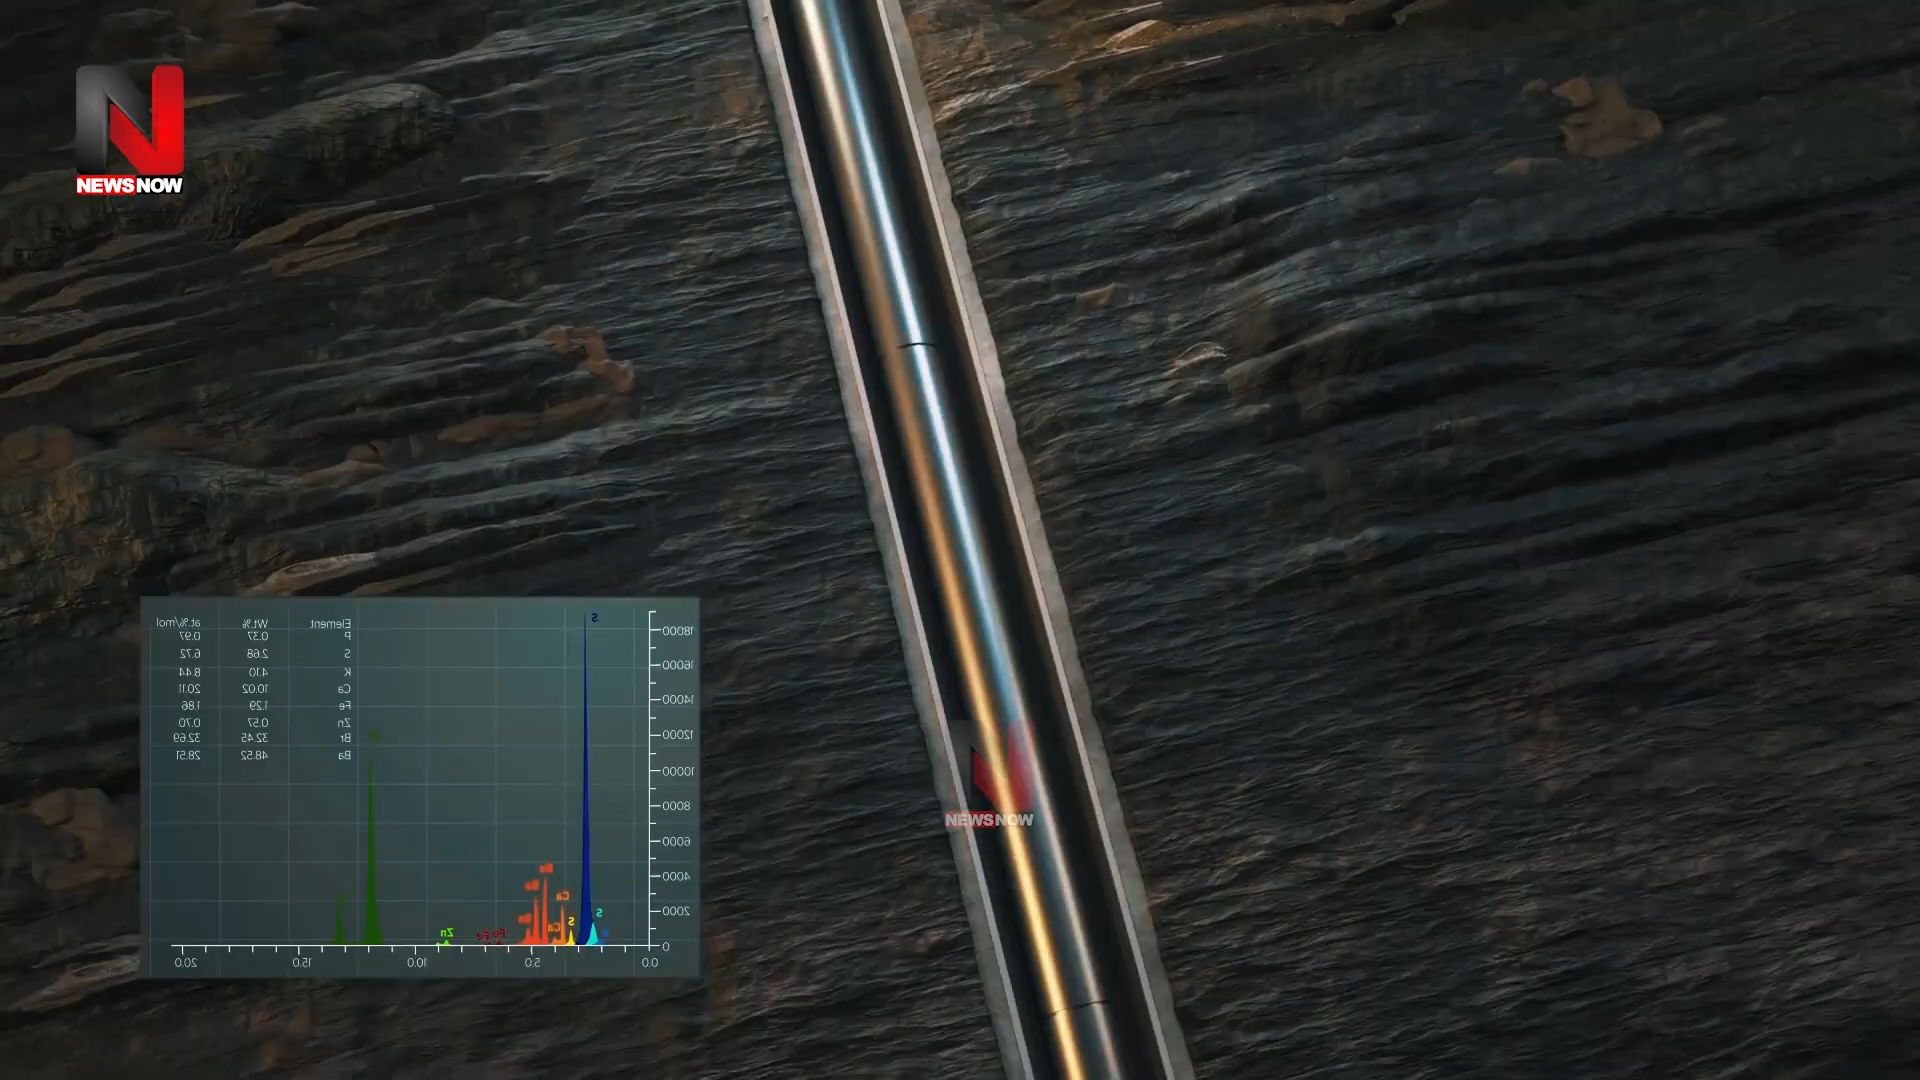 NEWSNOW
Element Wt.% at.%/mol
P 0.37 0.97
S 2.68 6.72
K 4.10 8.44
Ca 10.02 20.11
Fe 1.29 1.86
Zn 0.57 0.70
Br 32.45 32.69
Ba 48.52 28.51
S
18000
16000
14000
12000
10000
8000
6000
4000
2000
0
Ca
S
S
Ca
Zn
Fe Fe
0.0 5.0 10.0 15.0 20.0
NEWSNOW